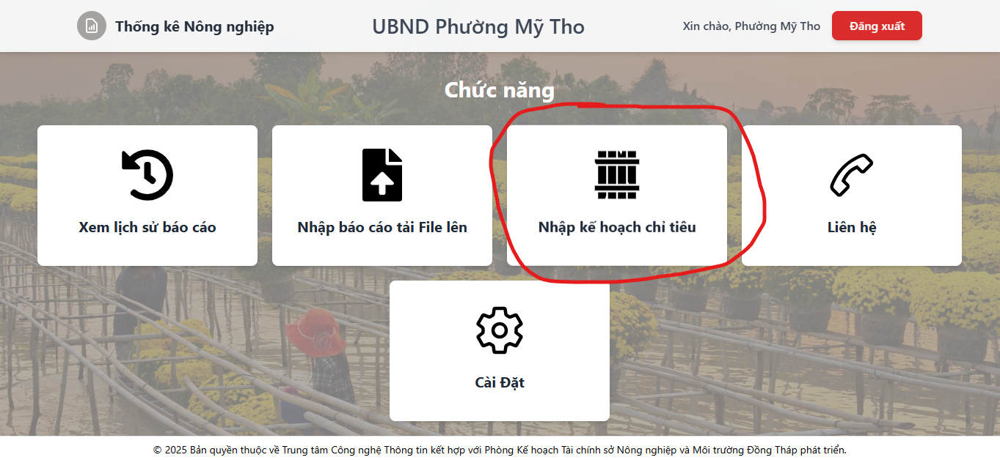 Thống kê Nông nghiệp
UBND Phường Mỹ Tho
Xin chào, Phường Mỹ Tho
Đăng xuất
Chức năng
Xem lịch sử báo cáo
Nhập báo cáo tải File lên
Nhập kế hoạch chỉ tiêu
Liên hệ
Cài Đặt
© 2025 Bản quyền thuộc về Trung tâm Công nghệ Thông tin kết hợp với Phòng Kế hoạch Tài chính sở Nông nghiệp và Môi trường Đồng Tháp phát triển.